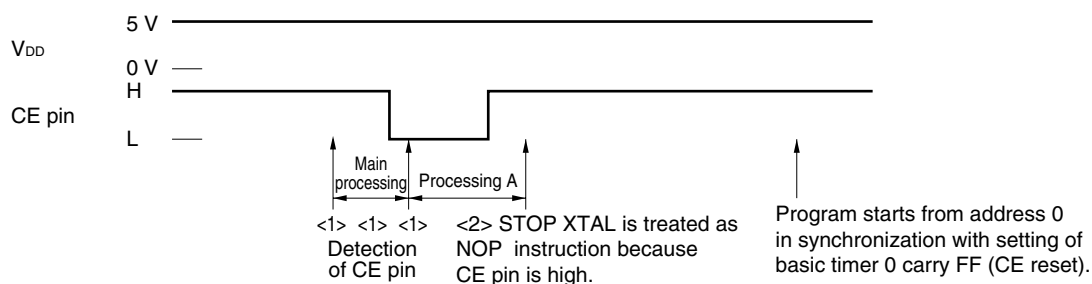 5 V
VDD
0 V
H
CE pin
L
Main
processing
Processing A
<1> <1> <1>
Detection
of CE pin
<2> STOP XTAL is treated as
NOP instruction because
CE pin is high.
Program starts from address 0
in synchronization with setting of
basic timer 0 carry FF (CE reset).